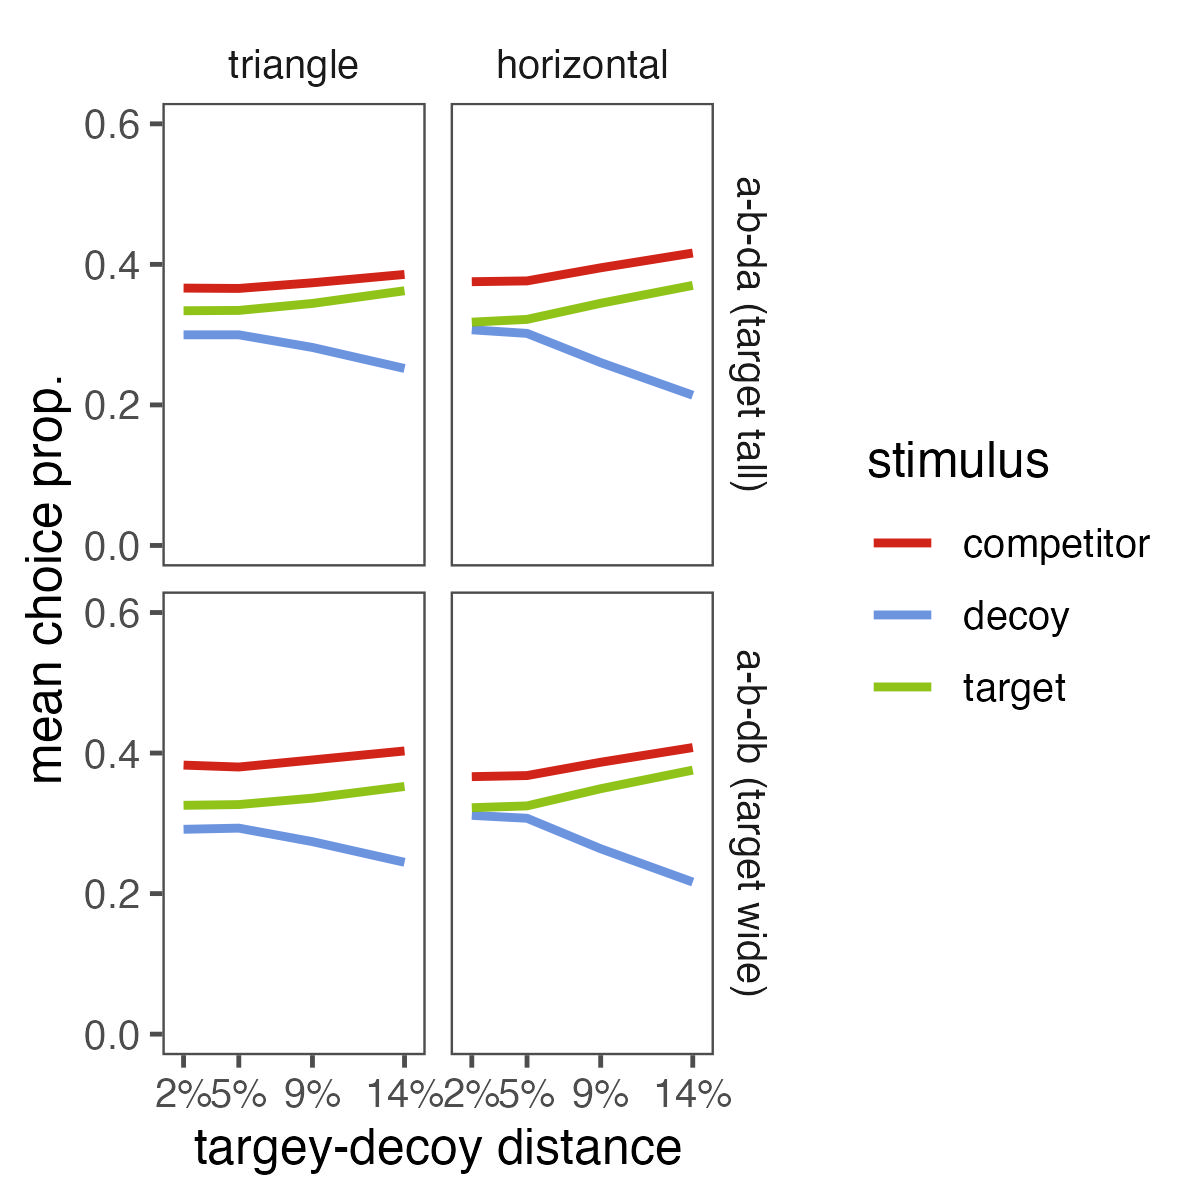 triangle
horizontal
0.6
0.4
0.2
0.0
a-b-da (target tall)
mean choice prop.
0.6
0.4
0.2
0.0
a-b-db (target wide)
2% 5% 9% 14% 2% 5% 9% 14%
targey-decoy distance
stimulus
competitor
decoy
target